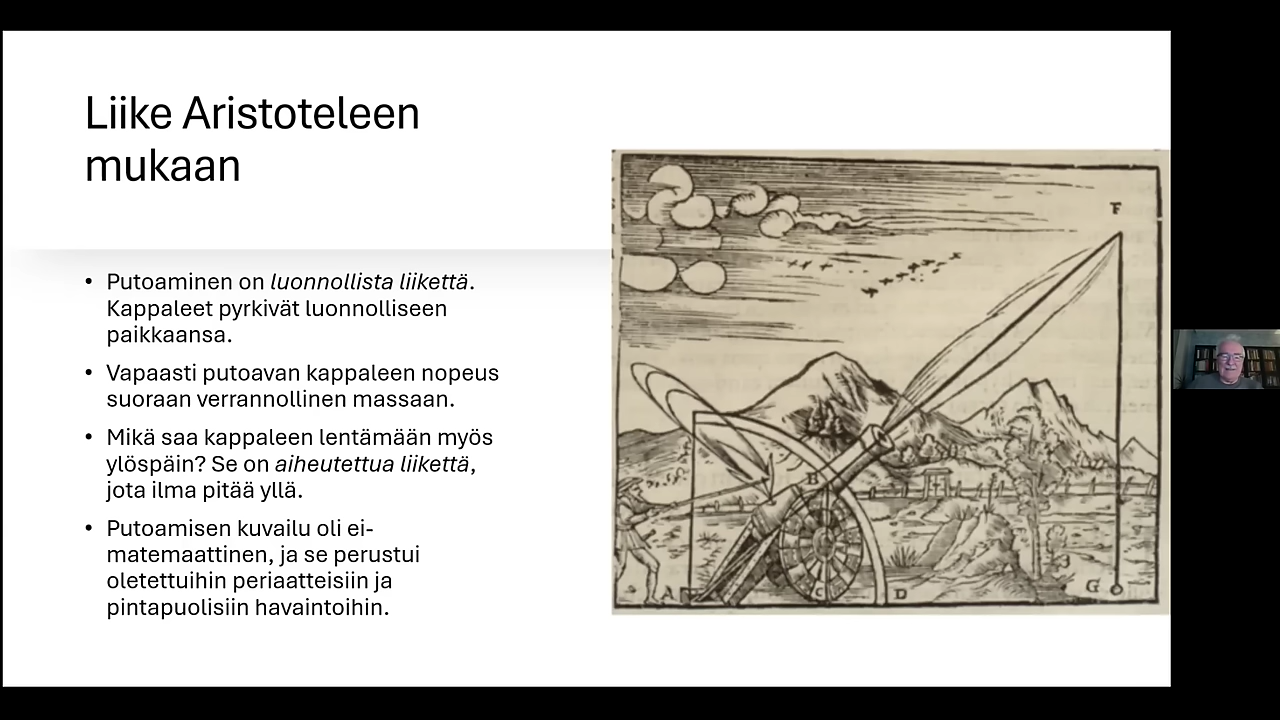 Liike Aristoteleen
mukaan
• Putoaminen on luonnollista liikettä.
Kappaleet pyrkivät luonnolliseen
paikkaansa.
• Vapaasti putoavan kappaleen nopeus
suoraan verrannollinen massaan.
• Mikä saa kappaleen lentämään myös
ylöspäin? Se on aiheutettua liikettä,
jota ilma pitää yllä.
• Putoamisen kuvailu oli ei-
matemaattinen, ja se perustui
oletettuihin periaatteisiin ja
pintapuolisiin havaintoihin.
F
B
A
C
D
G